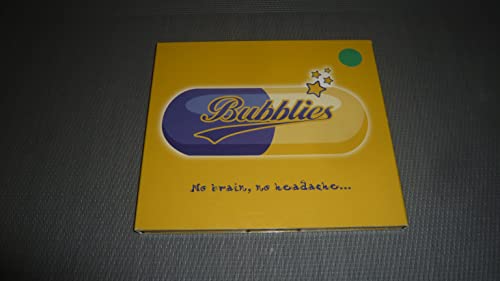 Bubblies
No brain, no headache...